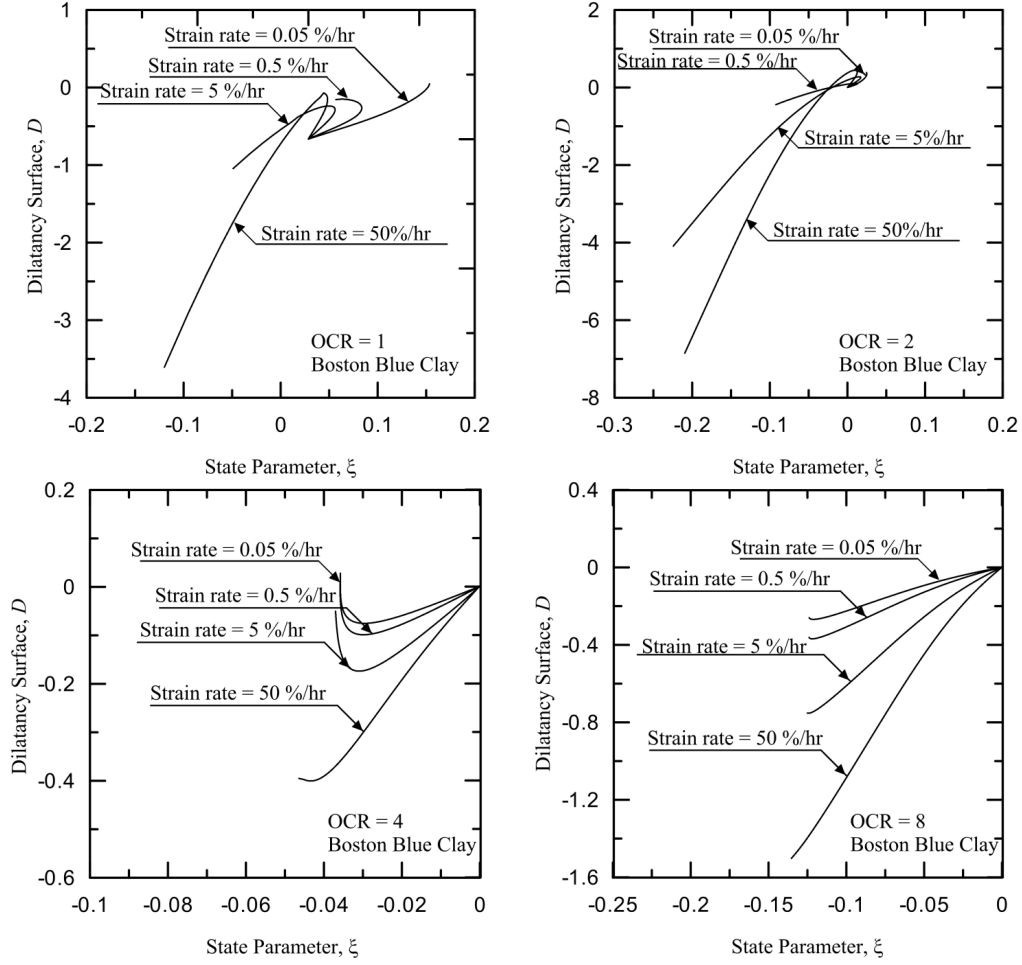 1
0
-1
-2
-3
-4
Dilatancy Surface, D
Strain rate = 0.05 %/hr
Strain rate = 0.5 %/hr
Strain rate = 5 %/hr
Strain rate = 50%/hr
OCR = 1
Boston Blue Clay
-0.2 -0.1 0 0.1 0.2
State Parameter, ξ
2
0
-2
-4
-6
-8
Dilatancy Surface, D
Strain rate = 0.05 %/hr
Strain rate = 0.5 %/hr
Strain rate = 5%/hr
Strain rate = 50%/hr
OCR = 2
Boston Blue Clay
-0.3 -0.2 -0.1 0 0.1 0.2
State Parameter, ξ
0.2
0
-0.2
-0.4
-0.6
Dilatancy Surface, D
Strain rate = 0.05 %/hr
Strain rate = 0.5 %/hr
Strain rate = 5 %/hr
Strain rate = 50 %/hr
OCR = 4
Boston Blue Clay
-0.1 -0.08 -0.06 -0.04 -0.02 0
State Parameter, ξ
0.4
0
-0.4
-0.8
-1.2
-1.6
Dilatancy Surface, D
Strain rate = 0.05 %/hr
Strain rate = 0.5 %/hr
Strain rate = 5 %/hr
Strain rate = 50 %/hr
OCR = 8
Boston Blue Clay
-0.25 -0.2 -0.15 -0.1 -0.05 0
State Parameter, ξ